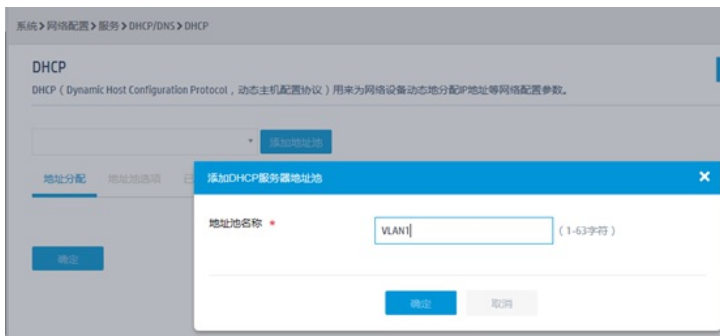 系统>网络配置>服务>DHCP/DNS>DHCP
DHCP
DHCP（Dynamic Host Configuration Protocol，动态主机配置协议）用来为网络设备动态地分配IP地址等网络配置参数。
添加地址池
地址分配 地址池选项 已
添加DHCP服务器地址池
地址池名称 * VLAN1 （1-63字符）
确定
确定 取消